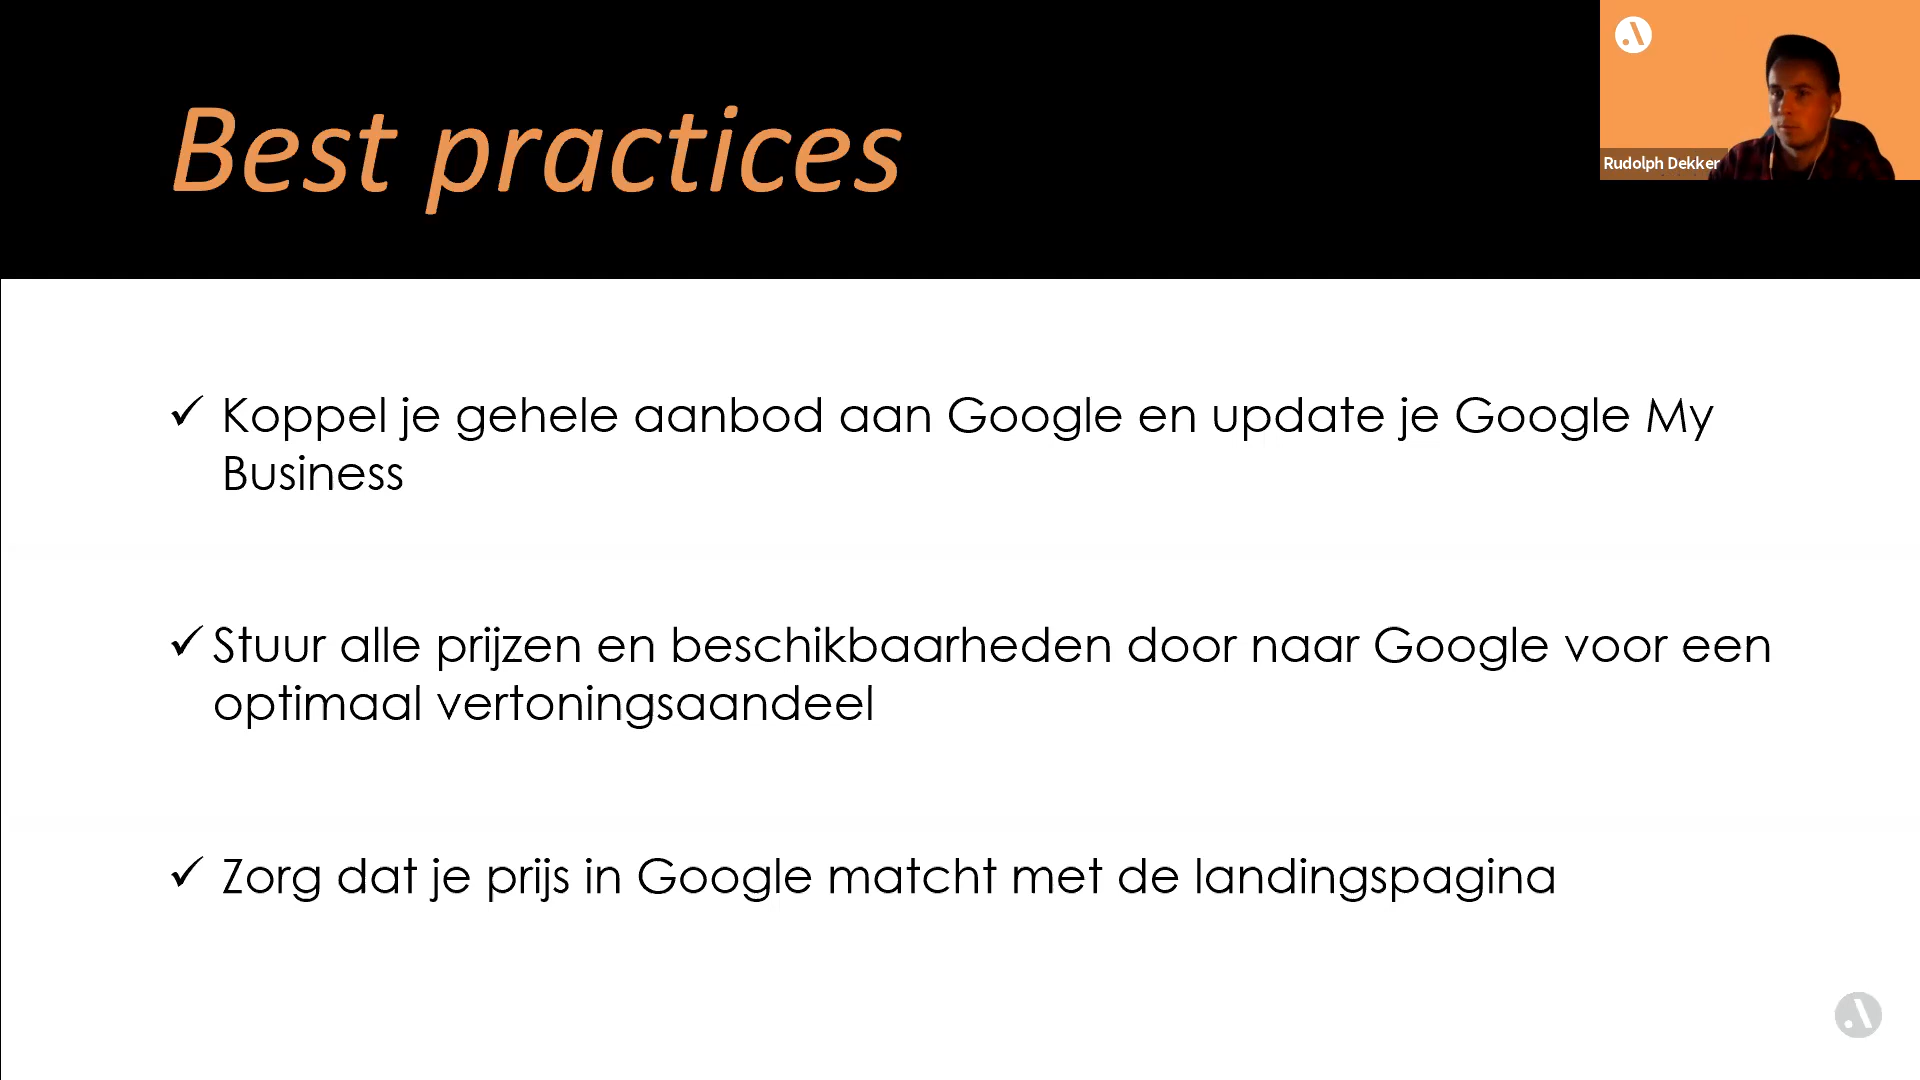 Best practices
Rudolph Dekker
✓ Koppel je gehele aanbod aan Google en update je Google My
Business
✓ Stuur alle prijzen en beschikbaarheden door naar Google voor een
optimaal vertoningsaandeel
✓ Zorg dat je prijs in Google matcht met de landingspagina